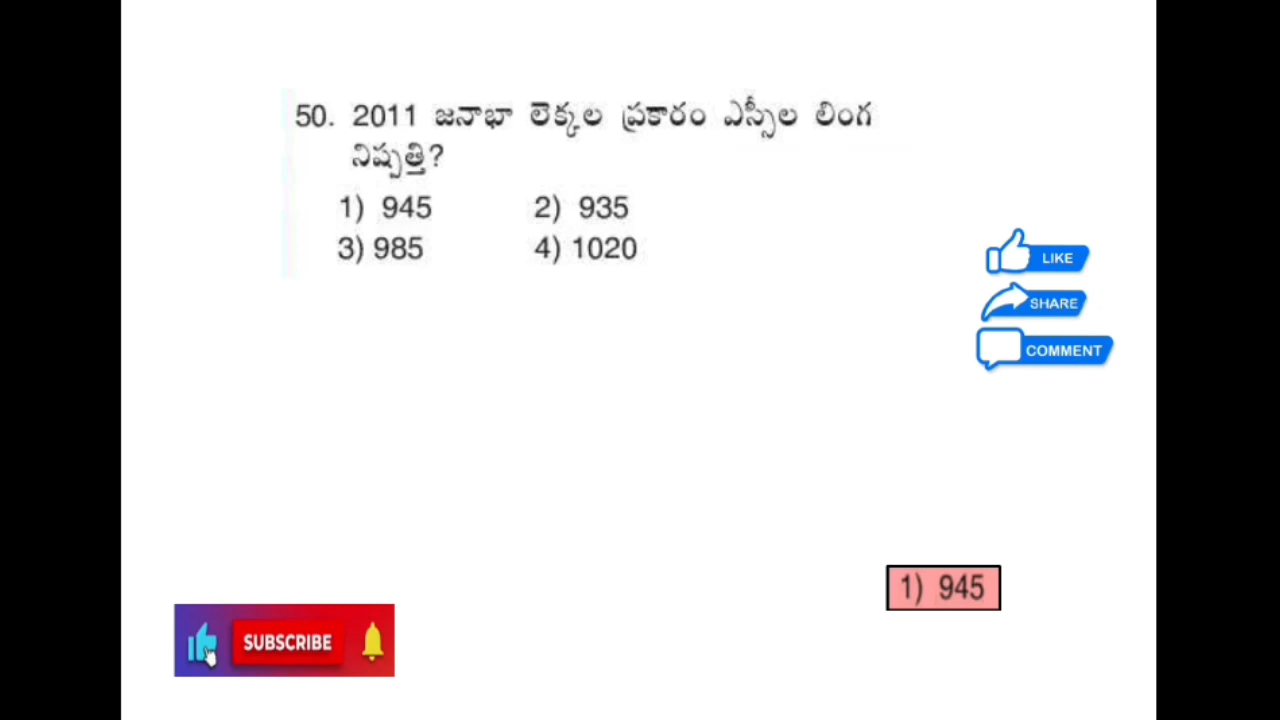 50. 2011 జనాభా లెక్కల ప్రకారం ఎస్సీల లింగ
నిష్పత్తి?
1) 945 2) 935
3) 985 4) 1020
LIKE
SHARE
COMMENT
1) 945
SUBSCRIBE